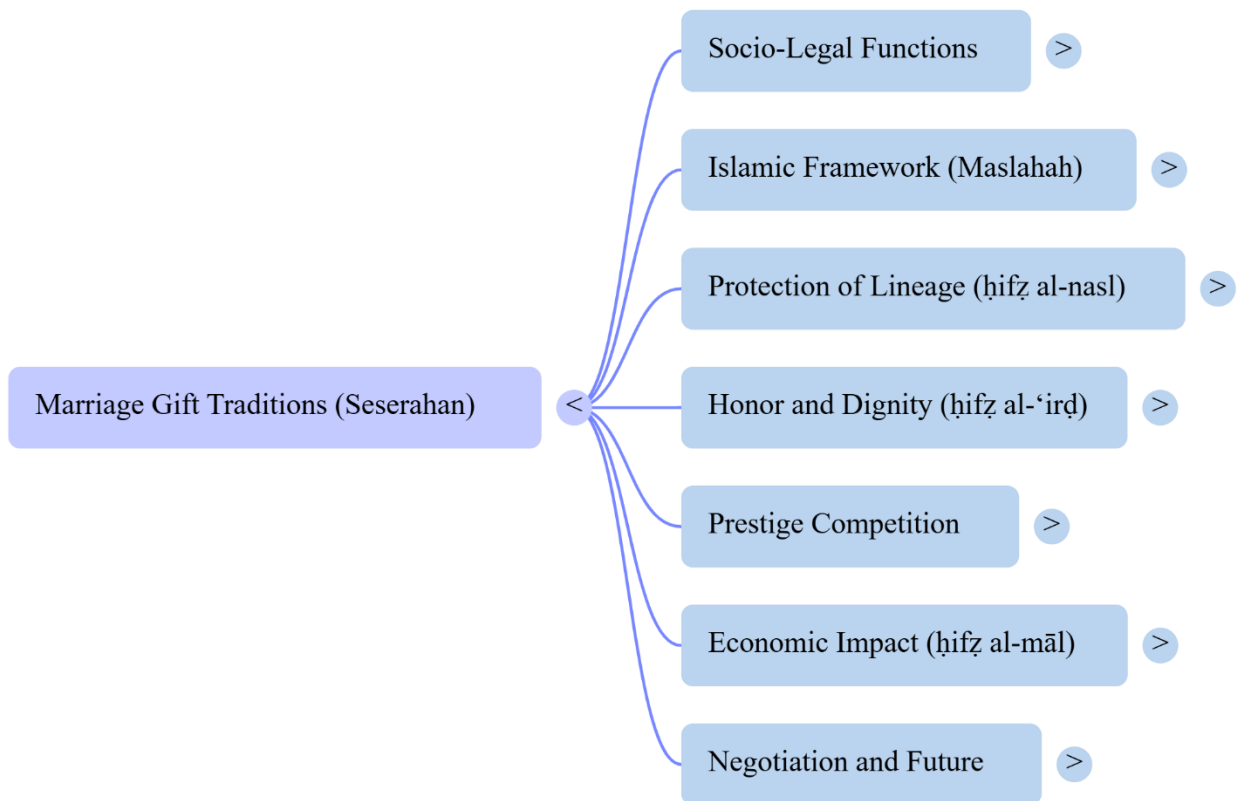 Socio-Legal Functions >
Islamic Framework (Maslahah) >
Protection of Lineage (ḥifẓ al-nasl) >
Marriage Gift Traditions (Seserahan) <
Honor and Dignity (ḥifẓ al-‘irḍ) >
Prestige Competition >
Economic Impact (ḥifẓ al-māl) >
Negotiation and Future >